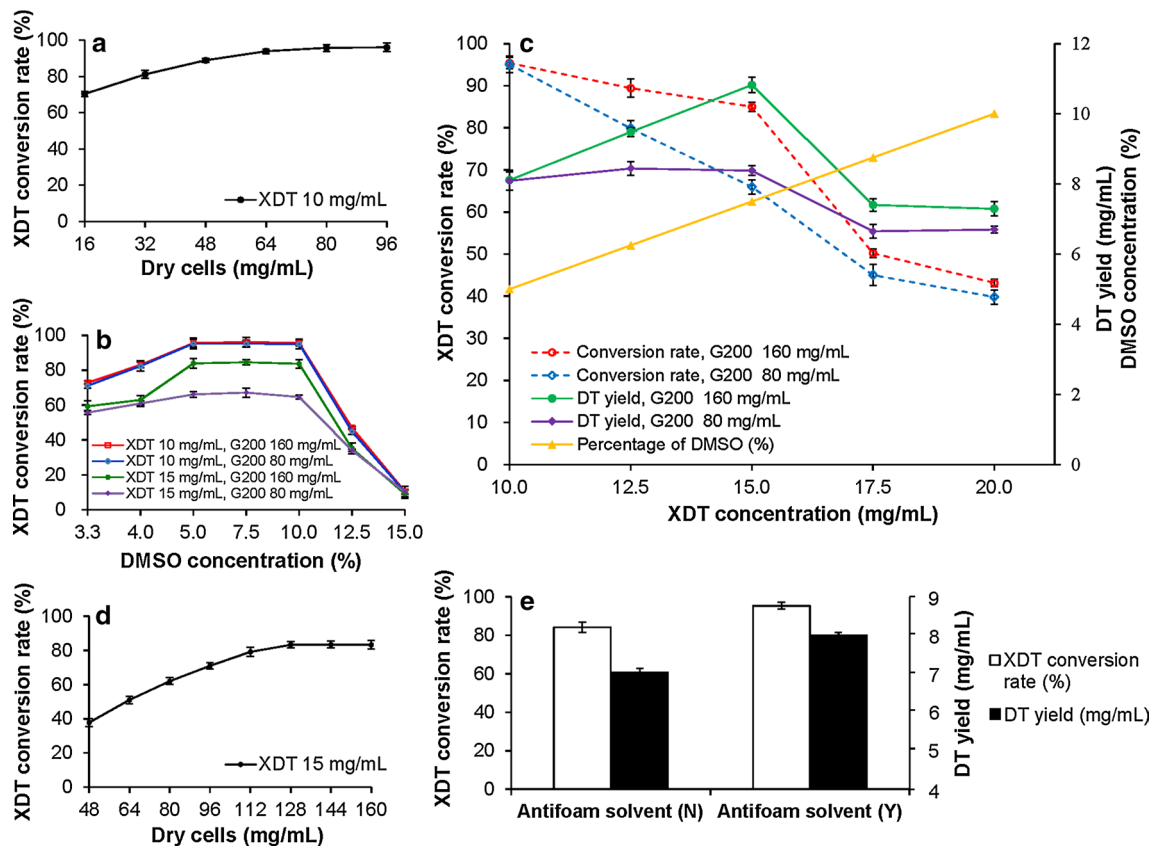 a
XDT conversion rate (%)
100
80
60
40
20
0
XDT 10 mg/mL
16 32 48 64 80 96
Dry cells (mg/mL)
b
XDT conversion rate (%)
100
80
60
40
20
0
XDT 10 mg/mL, G200 160 mg/mL
XDT 10 mg/mL, G200 80 mg/mL
XDT 15 mg/mL, G200 160 mg/mL
XDT 15 mg/mL, G200 80 mg/mL
3.3 4.0 5.0 7.5 10.0 12.5 15.0
DMSO concentration (%)
c
XDT conversion rate (%)
100
90
80
70
60
50
40
30
20
10
0
Conversion rate, G200 160 mg/mL
Conversion rate, G200 80 mg/mL
DT yield, G200 160 mg/mL
DT yield, G200 80 mg/mL
Percentage of DMSO (%)
10.0 12.5 15.0 17.5 20.0
XDT concentration (mg/mL)
12
10
8
6
4
2
0
DT yield (mg/mL)
DMSO concentration (%)
d
XDT conversion rate (%)
100
80
60
40
20
0
XDT 15 mg/mL
48 64 80 96 112 128 144 160
Dry cells (mg/mL)
e
XDT conversion rate (%)
100
80
60
40
20
0
Antifoam solvent (N) Antifoam solvent (Y)
9
8
7
6
5
4
DT yield (mg/mL)
XDT conversion
rate (%)
DT yield (mg/mL)